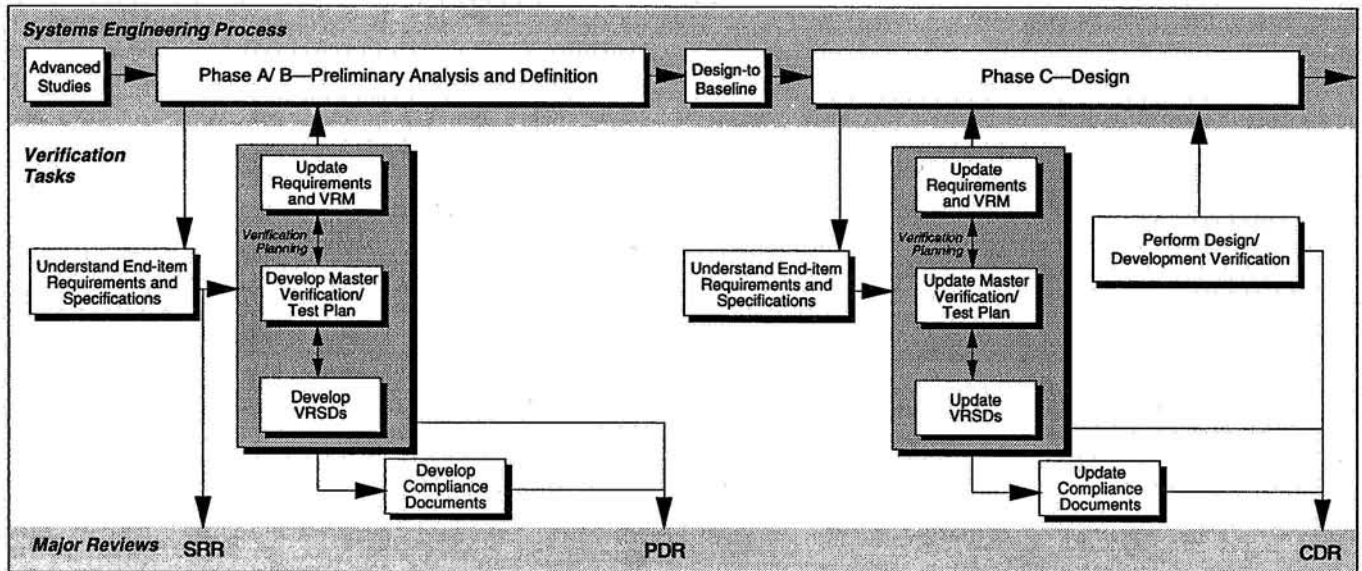 Systems Engineering Process
Advanced
Studies
Phase A/ B—Preliminary Analysis and Definition
Design-to
Baseline
Phase C—Design
Verification
Tasks
Update
Requirements
and VRM
Verification
Planning
Understand End-item
Requirements and
Specifications
Develop Master
Verification/
Test Plan
Develop
VRSDs
Develop
Compliance
Documents
Update
Requirements
and VRM
Verification
Planning
Understand End-item
Requirements and
Specifications
Update Master
Verification/
Test Plan
Update
VRSDs
Update
Compliance
Documents
Perform Design/
Development Verification
Major Reviews
SRR
PDR
CDR